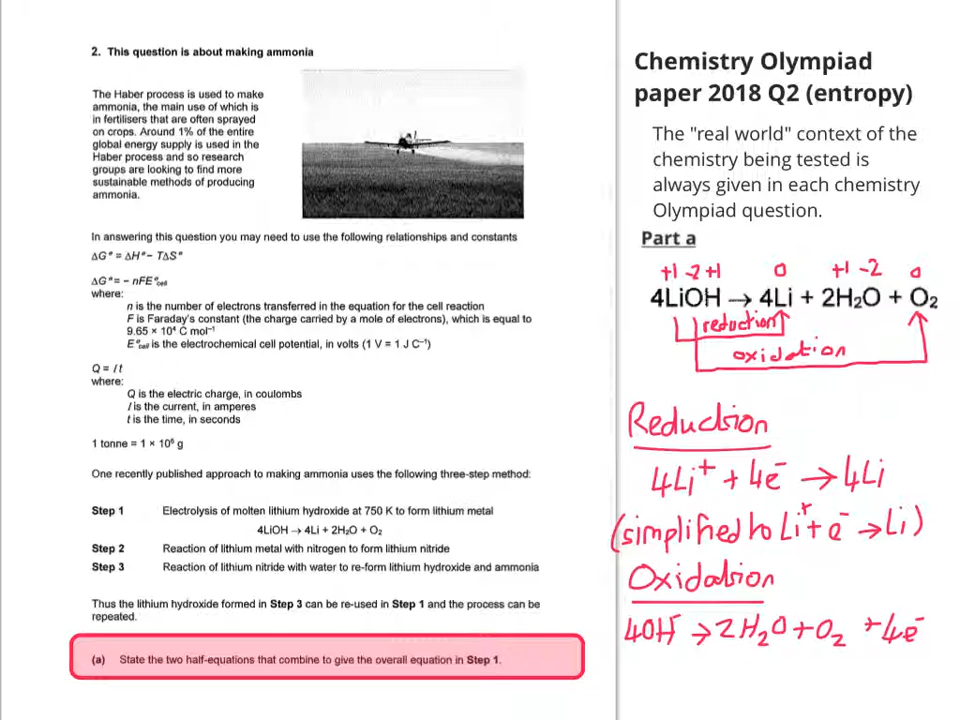 2. This question is about making ammonia
The Haber process is used to make
ammonia, the main use of which is
in fertilisers that are often sprayed
on crops. Around 1% of the entire
global energy supply is used in the
Haber process and so research
groups are looking to find more
sustainable methods of producing
ammonia.
In answering this question you may need to use the following relationships and constants
ΔG° = ΔH° – TΔS°
ΔG° = – nFE°cell
where:
n is the number of electrons transferred in the equation for the cell reaction
F is Faraday's constant (the charge carried by a mole of electrons), which is equal to
9.65 × 10⁴ C mol⁻¹
E°cell is the electrochemical cell potential, in volts (1 V = 1 J C⁻¹)
Q = It
where:
Q is the electric charge, in coulombs
I is the current, in amperes
t is the time, in seconds
1 tonne = 1 × 10⁶ g
One recently published approach to making ammonia uses the following three-step method:
Step 1 Electrolysis of molten lithium hydroxide at 750 K to form lithium metal
4LiOH → 4Li + 2H₂O + O₂
Step 2 Reaction of lithium metal with nitrogen to form lithium nitride
Step 3 Reaction of lithium nitride with water to re-form lithium hydroxide and ammonia
Thus the lithium hydroxide formed in Step 3 can be re-used in Step 1 and the process can be
repeated.
(a) State the two half-equations that combine to give the overall equation in Step 1.
Chemistry Olympiad
paper 2018 Q2 (entropy)
The "real world" context of the
chemistry being tested is
always given in each chemistry
Olympiad question.
Part a
+1 -2 +1 0 +1 -2 0
4LiOH → 4Li + 2H₂O + O₂
reduction
oxidation
Reduction
4Li⁺ + 4e⁻ → 4Li
(simplified to Li⁺ + e⁻ → Li)
Oxidation
4OH⁻ → 2H₂O + O₂ + 4e⁻